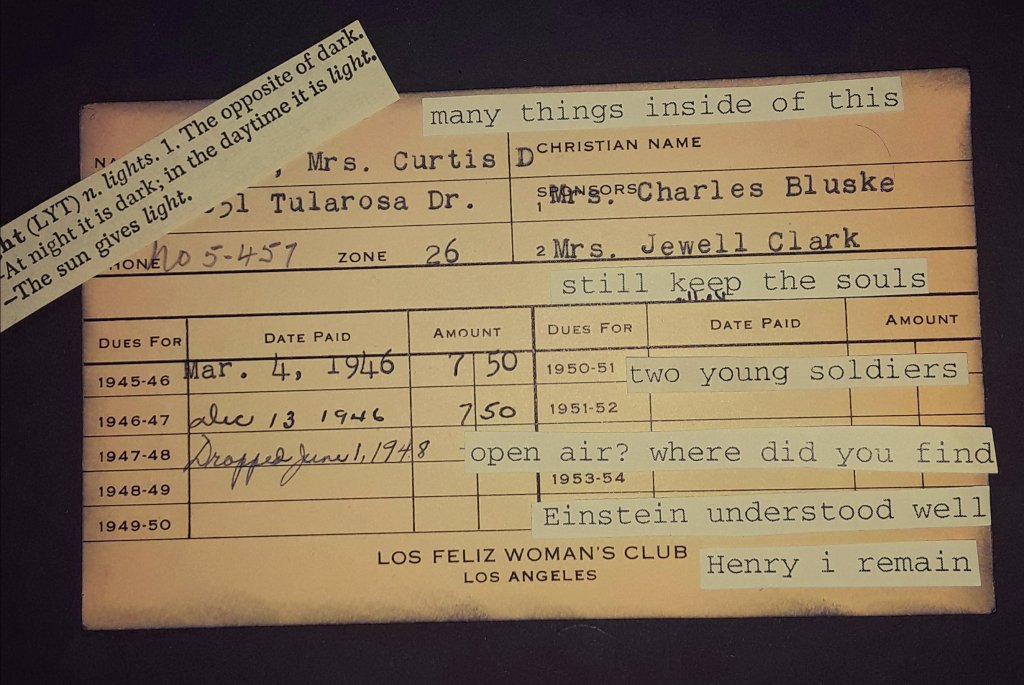 ht (LYT) n. lights. 1. The opposite of dark.
–At night it is dark; in the daytime it is light.
–The sun gives light.
many things inside of this
, Mrs. Curtis D
CHRISTIAN NAME
51 Tularosa Dr.
SPONSORS
1 Mrs. Charles Bluske
HONE No 5-457 ZONE 26
2 Mrs. Jewell Clark
still keep the souls
DUES FOR DATE PAID AMOUNT DUES FOR DATE PAID AMOUNT
1945-46 Mar. 4, 1946 7 50 1950-51
two young soldiers
1946-47 Dec 13 1946 7 50 1951-52
1947-48 Dropped June 1, 1948
open air? where did you find
1948-49 1953-54
1949-50
Einstein understood well
LOS FELIZ WOMAN'S CLUB
LOS ANGELES
Henry i remain